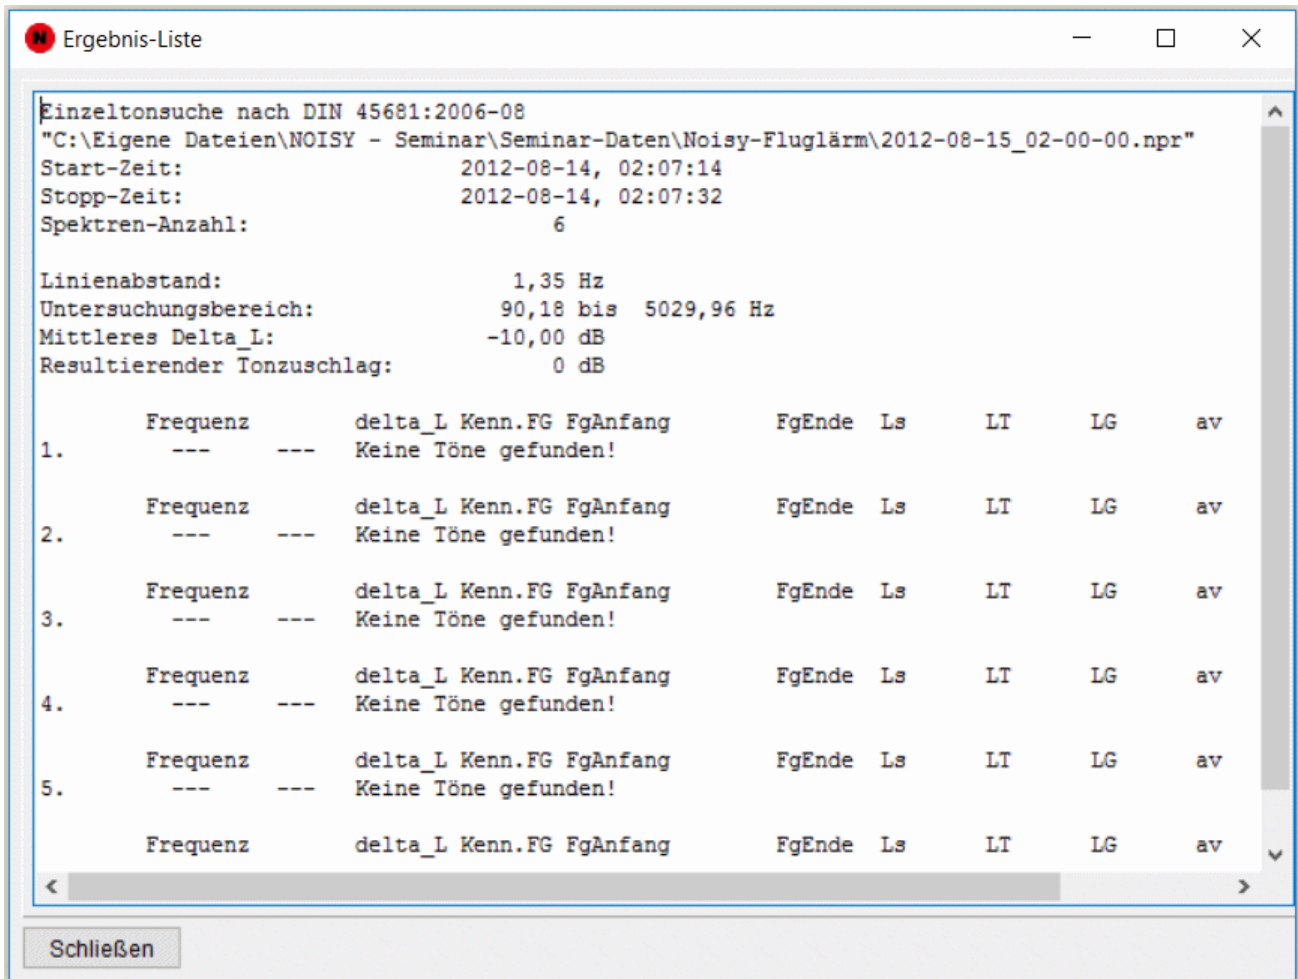 N Ergebnis-Liste
Einzeltonsuche nach DIN 45681:2006-08
"C:\Eigene Dateien\NOISY - Seminar\Seminar-Daten\Noisy-Fluglärm\2012-08-15_02-00-00.npr"
Start-Zeit: 2012-08-14, 02:07:14
Stopp-Zeit: 2012-08-14, 02:07:32
Spektren-Anzahl: 6
Linienabstand: 1,35 Hz
Untersuchungsbereich: 90,18 bis 5029,96 Hz
Mittleres Delta_L: -10,00 dB
Resultierender Tonzuschlag: 0 dB
Frequenz delta_L Kenn.FG FgAnfang FgEnde Ls LT LG av
1. --- --- Keine Töne gefunden!
Frequenz delta_L Kenn.FG FgAnfang FgEnde Ls LT LG av
2. --- --- Keine Töne gefunden!
Frequenz delta_L Kenn.FG FgAnfang FgEnde Ls LT LG av
3. --- --- Keine Töne gefunden!
Frequenz delta_L Kenn.FG FgAnfang FgEnde Ls LT LG av
4. --- --- Keine Töne gefunden!
Frequenz delta_L Kenn.FG FgAnfang FgEnde Ls LT LG av
5. --- --- Keine Töne gefunden!
Frequenz delta_L Kenn.FG FgAnfang FgEnde Ls LT LG av
Schließen